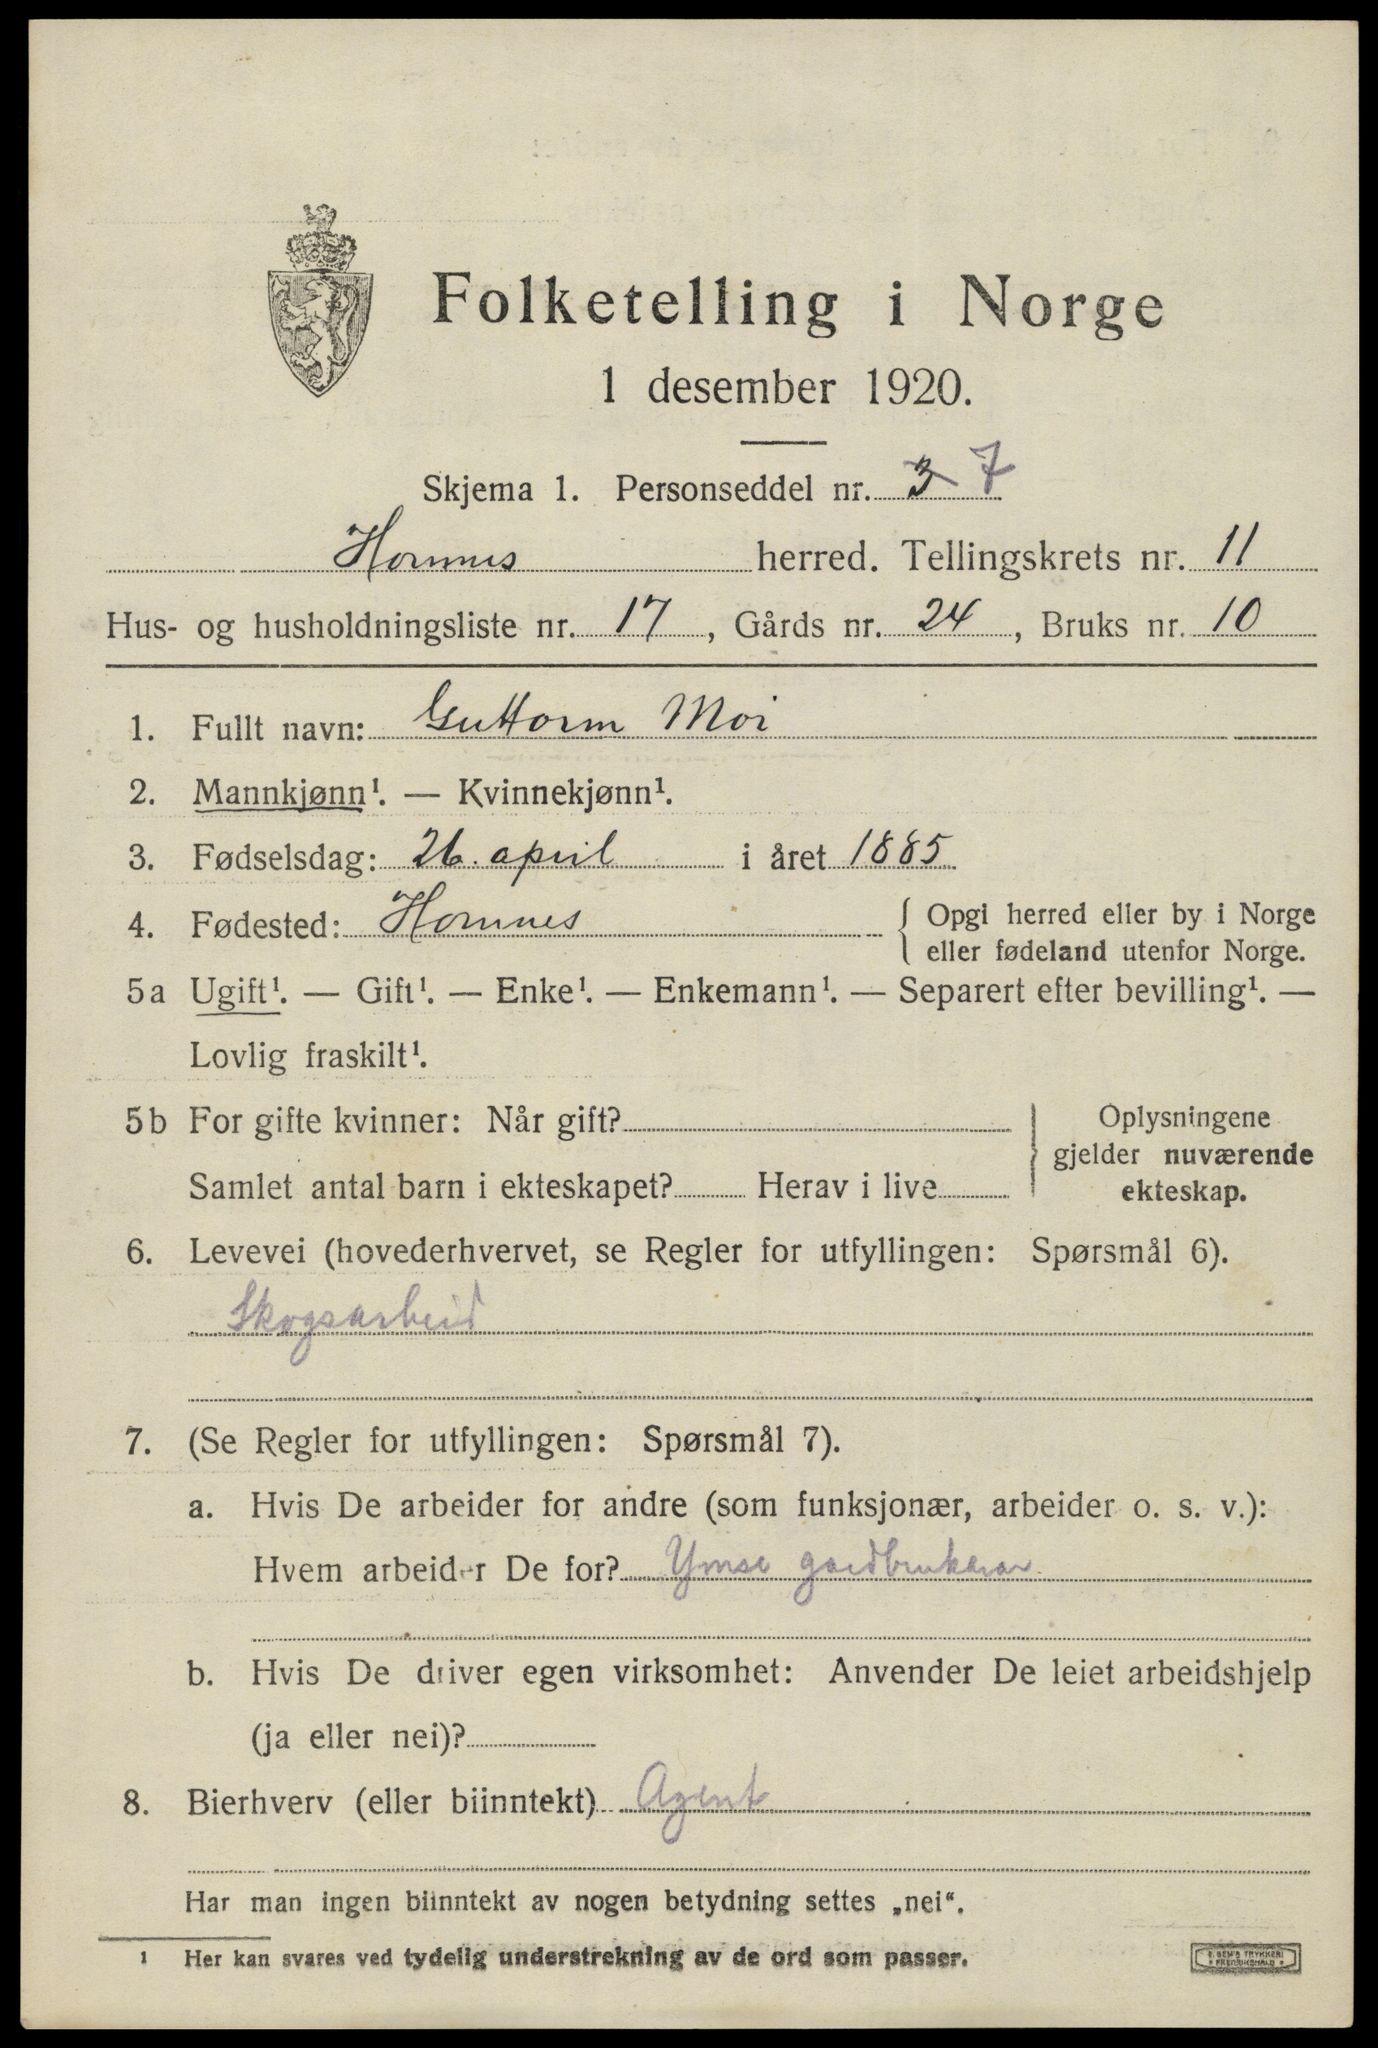 Folketelling i Norge
1 desember 1920.
Skjema 1. Personseddel nr. 3 7
Hornnes herred. Tellingskrets nr. 11
Hus- og husholdningsliste nr. 17, Gårds nr. 24, Bruks nr. 10
1. Fullt navn: Guttorm Moi
2. Mannkjønn¹. — Kvinnekjønn¹.
3. Fødselsdag: 26. april i året 1885
4. Fødested: Hornnes { Opgi herred eller by i Norge
eller fødeland utenfor Norge.
5a Ugift¹. — Gift¹. — Enke¹. — Enkemann¹. — Separert efter bevilling¹. —
Lovlig fraskilt¹.
5b For gifte kvinner: Når gift? Oplysningene
gjelder nuværende
Samlet antal barn i ekteskapet? Herav i live ekteskap.
6. Levevei (hovederhvervet, se Regler for utfyllingen: Spørsmål 6).
Skogsarbeid
7. (Se Regler for utfyllingen: Spørsmål 7).
a. Hvis De arbeider for andre (som funksjonær, arbeider o. s. v.):
Hvem arbeider De for? Ymse gardbrukarar
b. Hvis De driver egen virksomhet: Anvender De leiet arbeidshjelp
(ja eller nei)?
8. Bierhverv (eller biinntekt) Agent
Har man ingen biinntekt av nogen betydning settes „nei“.
¹ Her kan svares ved tydelig understrekning av de ord som passer.
E. SEM'S TRYKKERI
FREDRIKSHALD